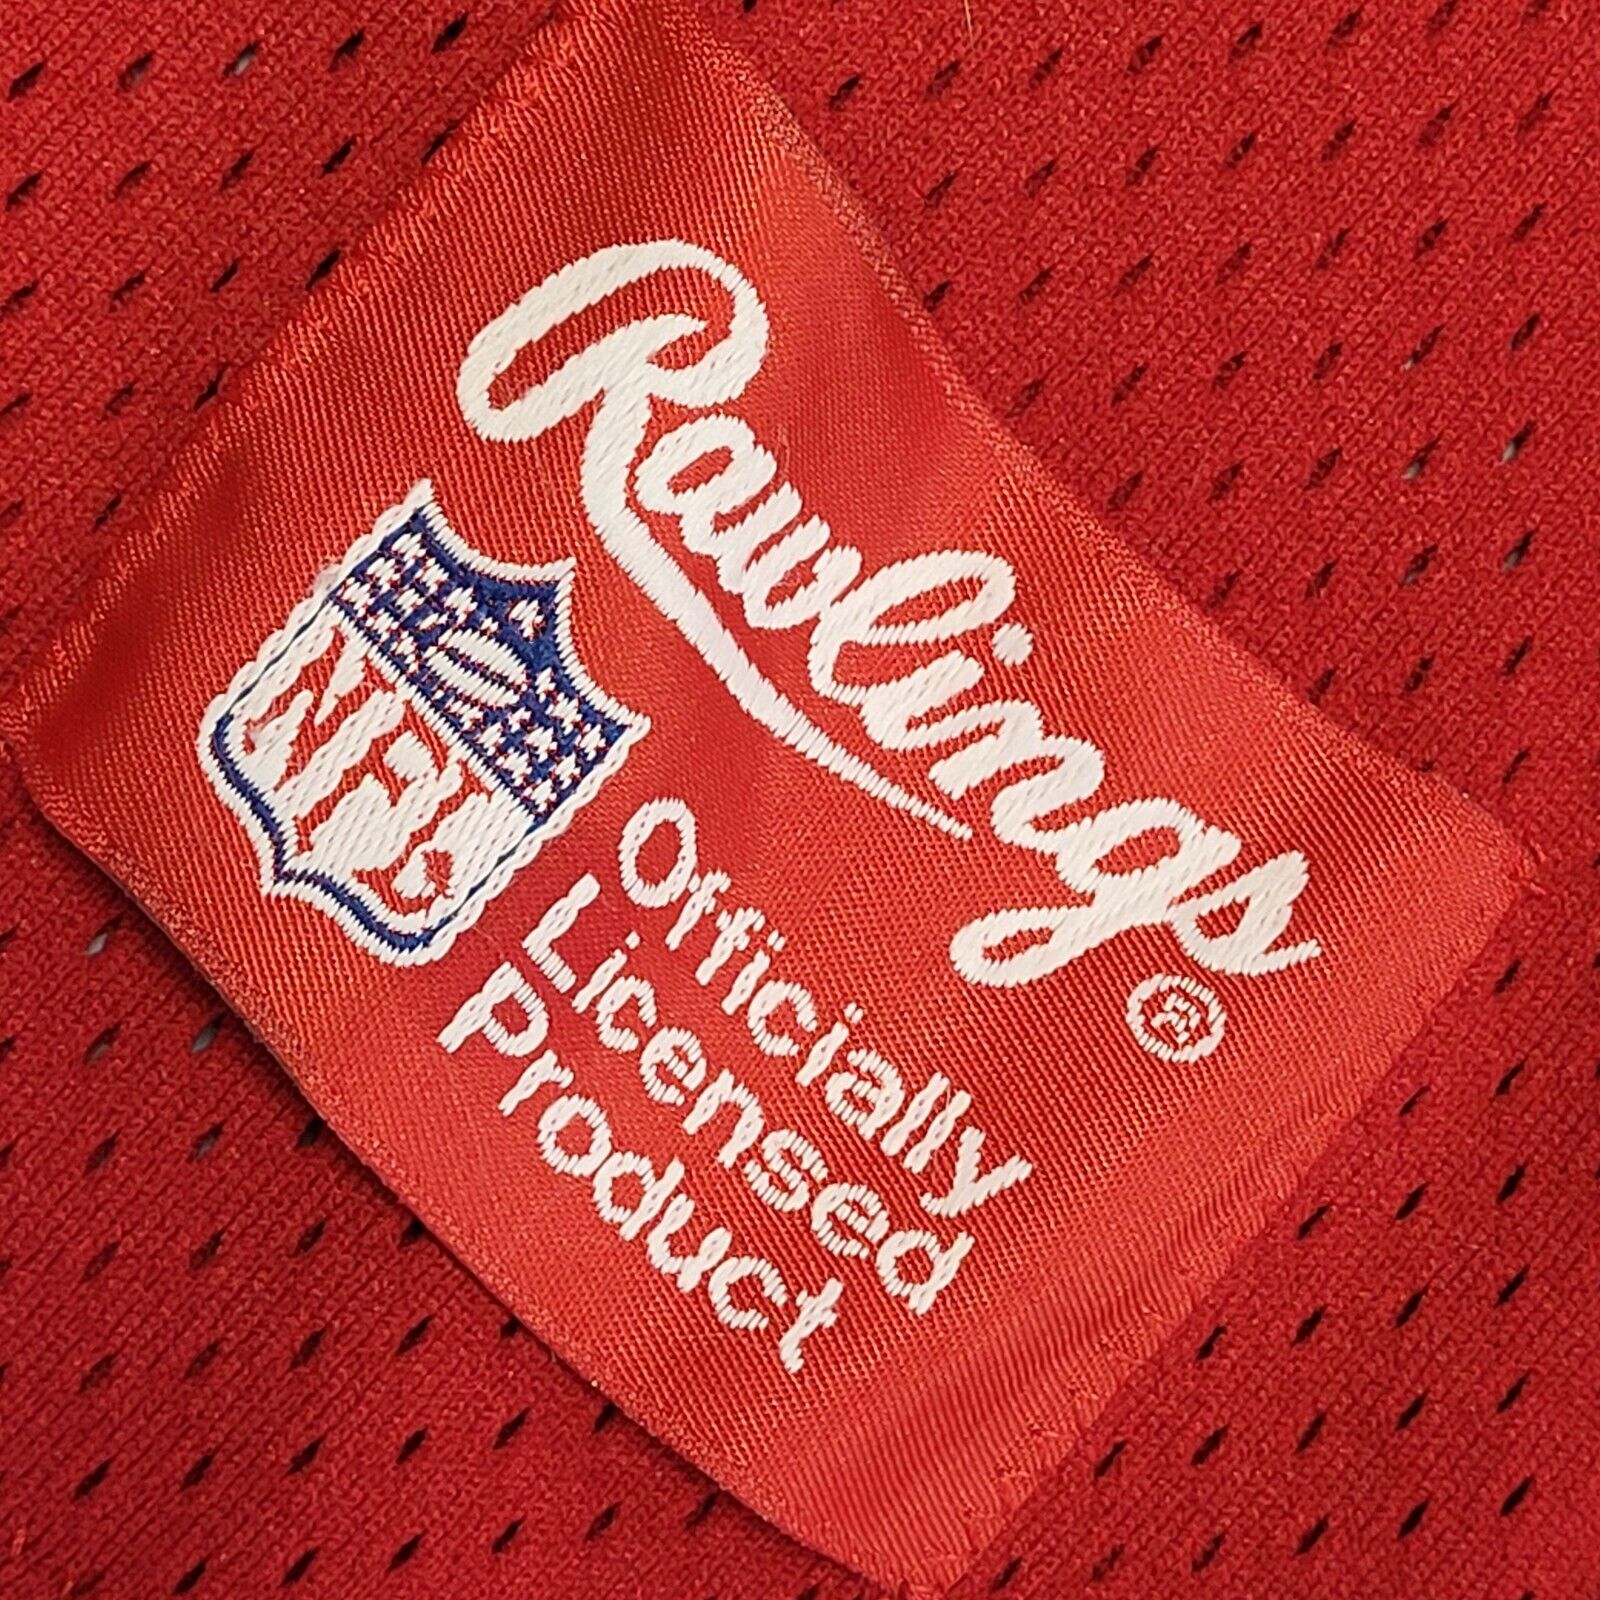 Rawlings ®
NFL
Officially
Licensed
Product